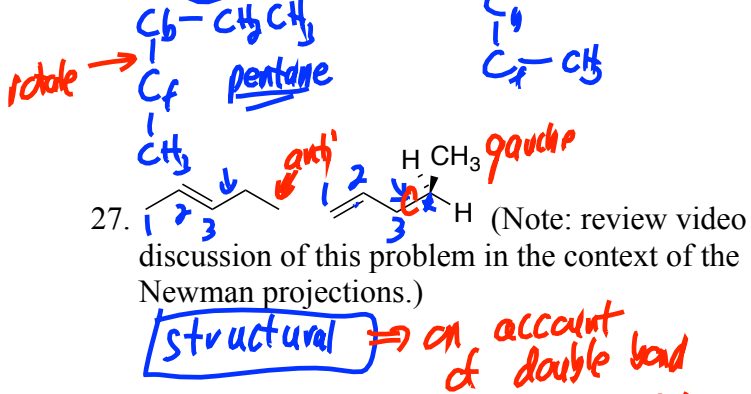 Cb - CH2CH3
rotate
Cf
pentane
CH3
Cb
Cf - CH3
anti
gauche
H CH3
H
C
1 2 3
1 2 3
27. (Note: review video
discussion of this problem in the context of the
Newman projections.)
structural ⇒ on account
of double bond